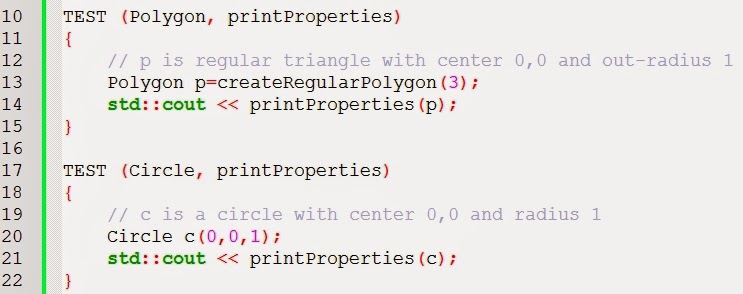 10 TEST (Polygon, printProperties)
11 {
12 // p is regular triangle with center 0,0 and out-radius 1
13 Polygon p=createRegularPolygon(3);
14 std::cout << printProperties(p);
15 }
16
17 TEST (Circle, printProperties)
18 {
19 // c is a circle with center 0,0 and radius 1
20 Circle c(0,0,1);
21 std::cout << printProperties(c);
22 }